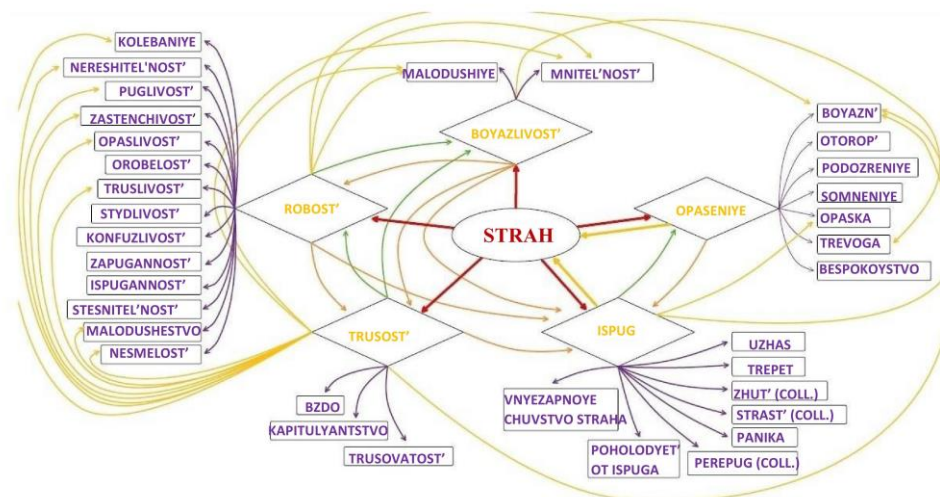 KOLEBANIYE
NERESHITEL'NOST'
PUGLIVOST'
ZASTENCHIVOST'
OPASLIVOST'
OROBELOST'
TRUSLIVOST'
STYDLIVOST'
KONFUZLIVOST'
ZAPUGANNOST'
ISPUGANNOST'
STESNITEL'NOST'
MALODUSHESTVO
NESMELOST'
MALODUSHIYE
MNITEL'NOST'
BOYAZLIVOST'
ROBOST'
STRAH
OPASENIYE
TRUSOST'
ISPUG
BOYAZN'
OTOROP'
PODOZRENIYE
SOMNENIYE
OPASKA
TREVOGA
BESPOKOYSTVO
BZDO
KAPITULYANTSTVO
TRUSOVATOST'
VNYEZAPNOYE
CHUVSTVO STRAHA
POHOLODYET'
OT ISPUGA
UZHAS
TREPET
ZHUT' (COLL.)
STRAST' (COLL.)
PANIKA
PEREPUG (COLL.)